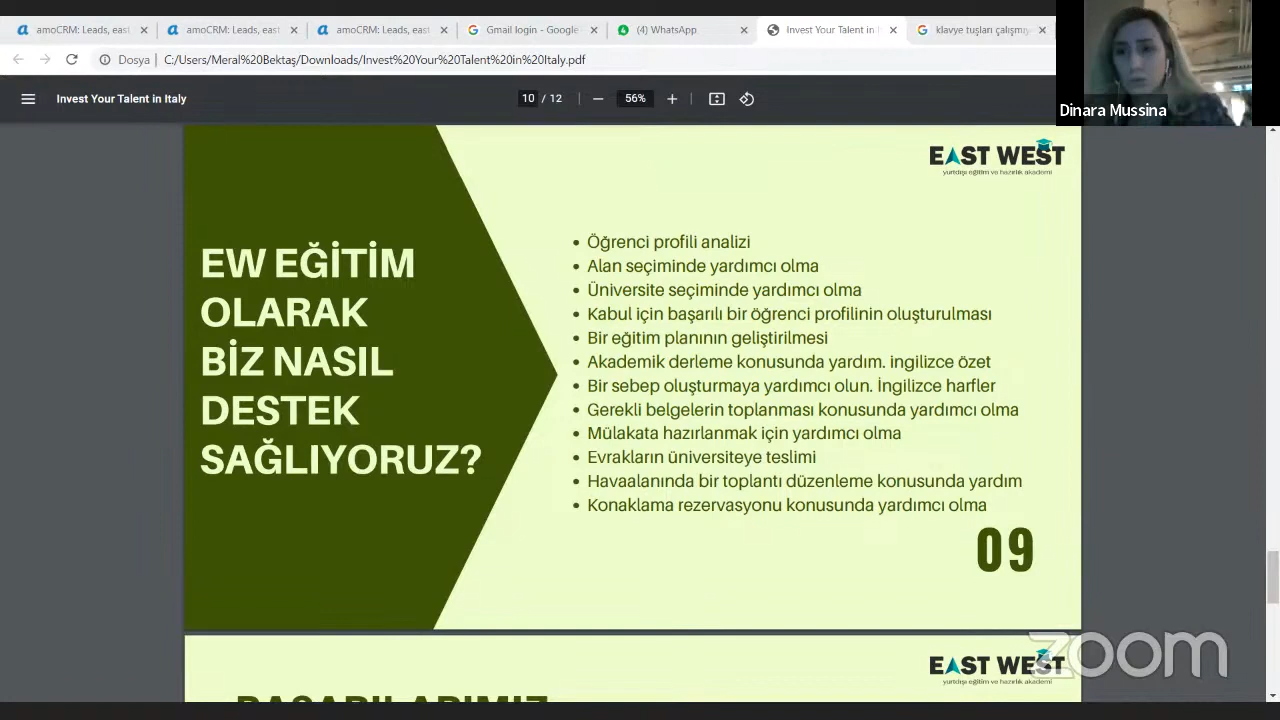 amoCRM: Leads, east
amoCRM: Leads, east
amoCRM: Leads, east
Gmail login - Google
(4) WhatsApp
Invest Your Talent in I
klavye tuşları çalışmıy
Dosya
C:/Users/Meral%20Bektaş/Downloads/Invest%20Your%20Talent%20in%20Italy.pdf
Invest Your Talent in Italy
10 / 12
56%
Dinara Mussina
EAST WEST
yurtdışı eğitim ve hazırlık akademi
EW EĞİTİM
OLARAK
BİZ NASIL
DESTEK
SAĞLIYORUZ?
• Öğrenci profili analizi
• Alan seçiminde yardımcı olma
• Üniversite seçiminde yardımcı olma
• Kabul için başarılı bir öğrenci profilinin oluşturulması
• Bir eğitim planının geliştirilmesi
• Akademik derleme konusunda yardım. ingilizce özet
• Bir sebep oluşturmaya yardımcı olun. İngilizce harfler
• Gerekli belgelerin toplanması konusunda yardımcı olma
• Mülakata hazırlanmak için yardımcı olma
• Evrakların üniversiteye teslimi
• Havaalanında bir toplantı düzenleme konusunda yardım
• Konaklama rezervasyonu konusunda yardımcı olma
09
zoom
EAST WEST
yurtdışı eğitim ve hazırlık akademi
BAŞARILARIMIZ